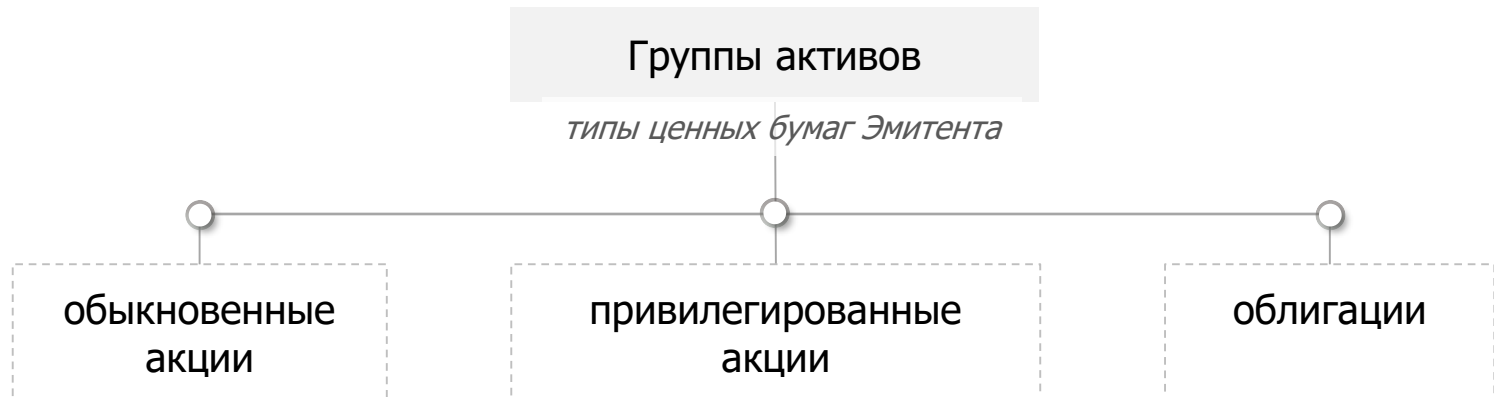 Группы активов
типы ценных бумаг Эмитента
обыкновенные
акции
привилегированные
акции
облигации